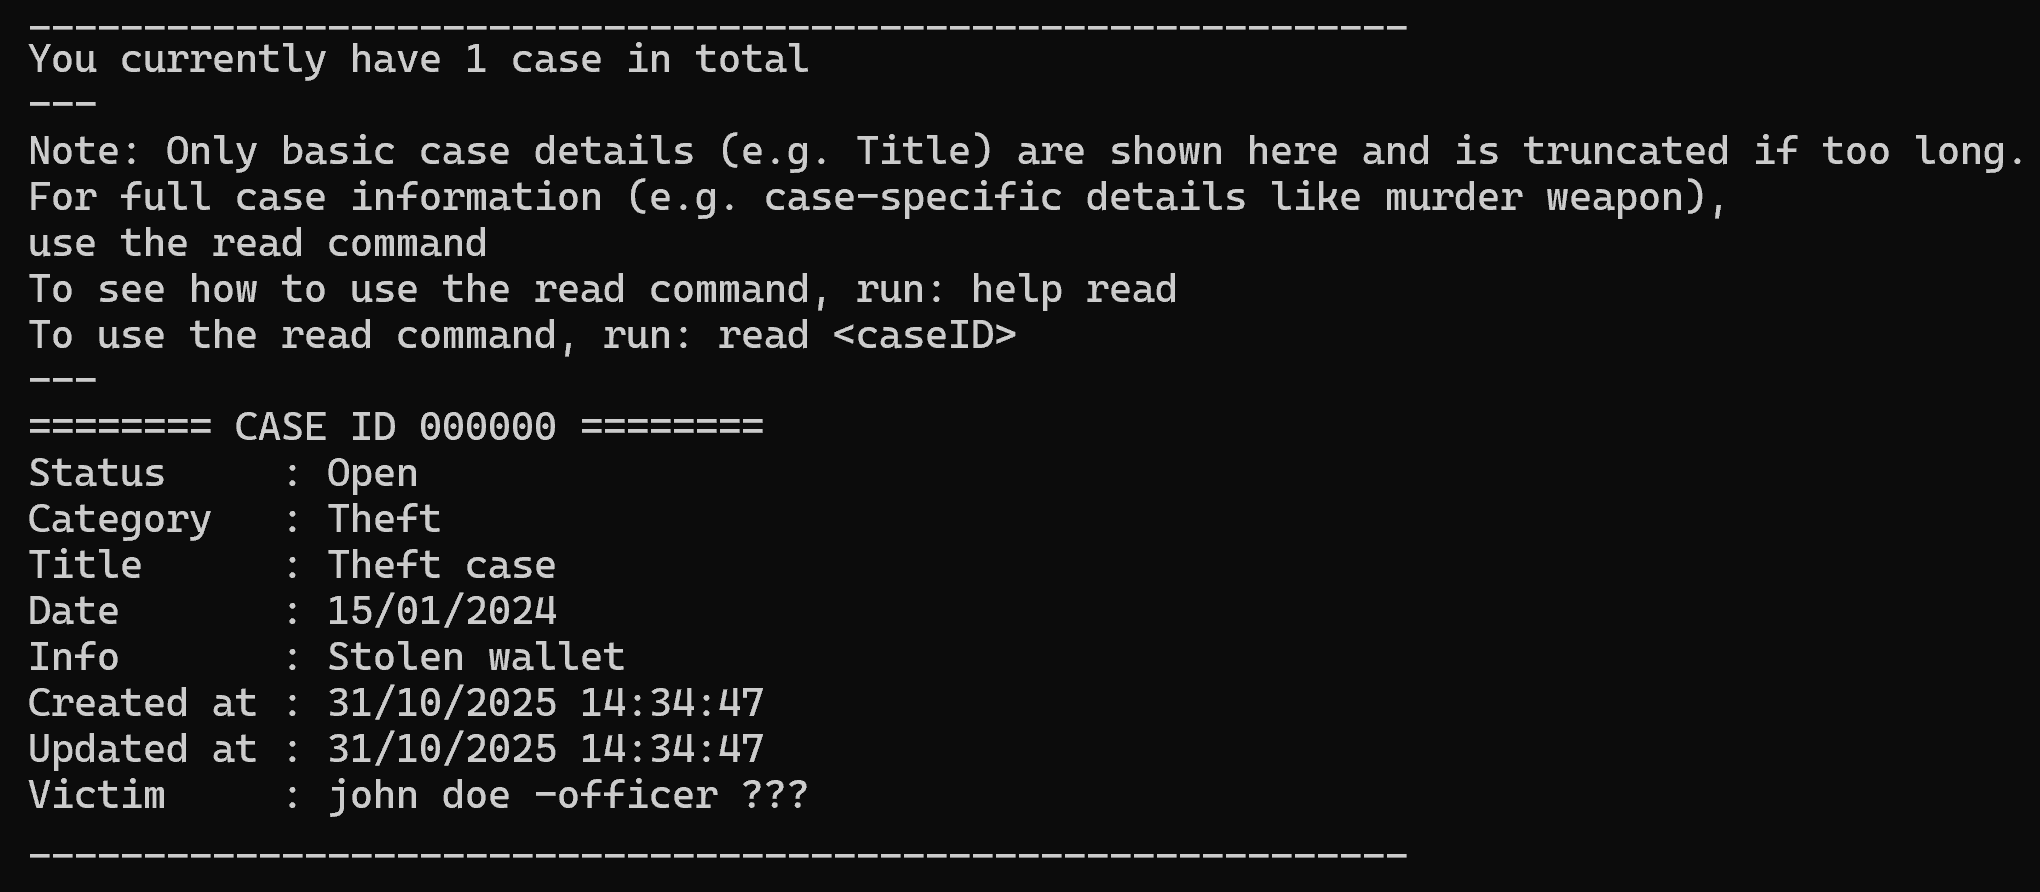 ------------------------------------------------------------
You currently have 1 case in total
---
Note: Only basic case details (e.g. Title) are shown here and is truncated if too long.
For full case information (e.g. case-specific details like murder weapon),
use the read command
To see how to use the read command, run: help read
To use the read command, run: read <caseID>
---
======== CASE ID 000000 ========
Status     : Open
Category   : Theft
Title      : Theft case
Date       : 15/01/2024
Info       : Stolen wallet
Created at : 31/10/2025 14:34:47
Updated at : 31/10/2025 14:34:47
Victim     : john doe -officer ???
------------------------------------------------------------